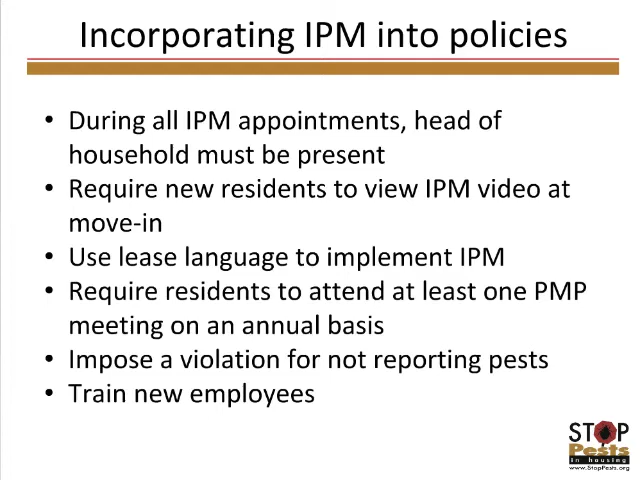 Incorporating IPM into policies
• During all IPM appointments, head of
household must be present
• Require new residents to view IPM video at
move-in
• Use lease language to implement IPM
• Require residents to attend at least one PMP
meeting on an annual basis
• Impose a violation for not reporting pests
• Train new employees
STOP
Pests
in housing
www.StopPests.org